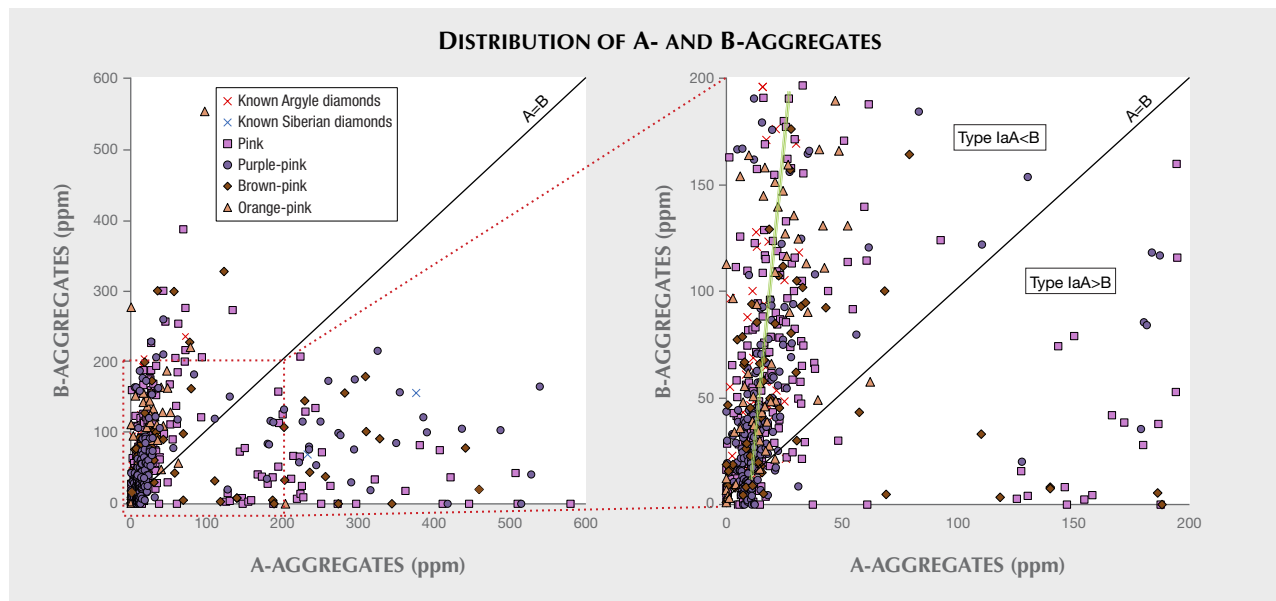 DISTRIBUTION OF A- AND B-AGGREGATES
600
500
400
300
200
100
0
0
100
200
300
400
500
600
B-AGGREGATES (ppm)
A-AGGREGATES (ppm)
A=B
Known Argyle diamonds
Known Siberian diamonds
Pink
Purple-pink
Brown-pink
Orange-pink
200
150
100
50
0
0
50
100
150
200
B-AGGREGATES (ppm)
A-AGGREGATES (ppm)
A=B
Type IaA<B
Type IaA>B